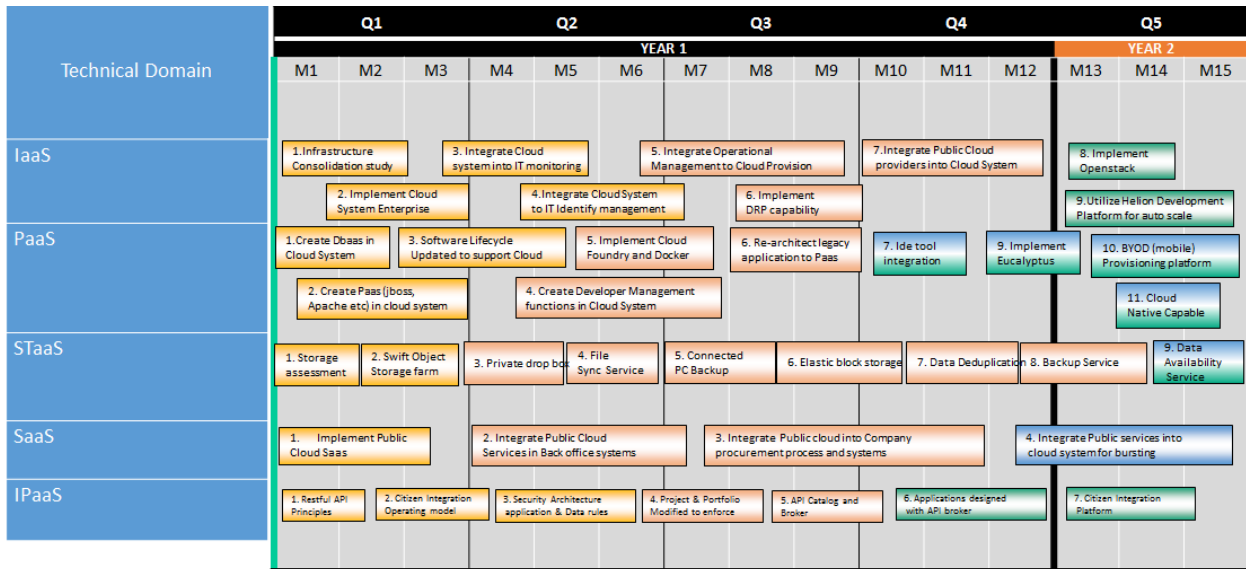 Technical Domain
Q1 Q2 Q3 Q4 Q5
YEAR 1 YEAR 2
M1 M2 M3 M4 M5 M6 M7 M8 M9 M10 M11 M12 M13 M14 M15
IaaS
1.Infrastructure
Consolidation study
3. Integrate Cloud
system into IT monitoring
5. Integrate Operational
Management to Cloud Provision
7.Integrate Public Cloud
providers into Cloud System
8. Implement
Openstack
2. Implement Cloud
System Enterprise
4.Integrate Cloud System
to IT Identify management
6. Implement
DRP capability
9.Utilize Helion Development
Platform for auto scale
PaaS
1.Create Dbaas in
Cloud System
3. Software Lifecycle
Updated to support Cloud
5. Implement Cloud
Foundry and Docker
6. Re-architect legacy
application to Paas
7. Ide tool
integration
9. Implement
Eucalyptus
10. BYOD (mobile)
Provisioning platform
2. Create Paas (jboss,
Apache etc) in cloud system
4. Create Developer Management
functions in Cloud System
11. Cloud
Native Capable
STaaS
1. Storage
assessment
2. Swift Object
Storage farm
3. Private drop box
4. File
Sync Service
5. Connected
PC Backup
6. Elastic block storage
7. Data Deduplication
8. Backup Service
9. Data
Availability
Service
SaaS
1. Implement Public
Cloud Saas
2. Integrate Public Cloud
Services in Back office systems
3. Integrate Public cloud into Company
procurement process and systems
4. Integrate Public services into
cloud system for bursting
IPaaS
1. Restful API
Principles
2. Citizen Integration
Operating model
3. Security Architecture
application & Data rules
4. Project & Portfolio
Modified to enforce
5. API Catalog and
Broker
6. Applications designed
with API broker
7. Citizen Integration
Platform